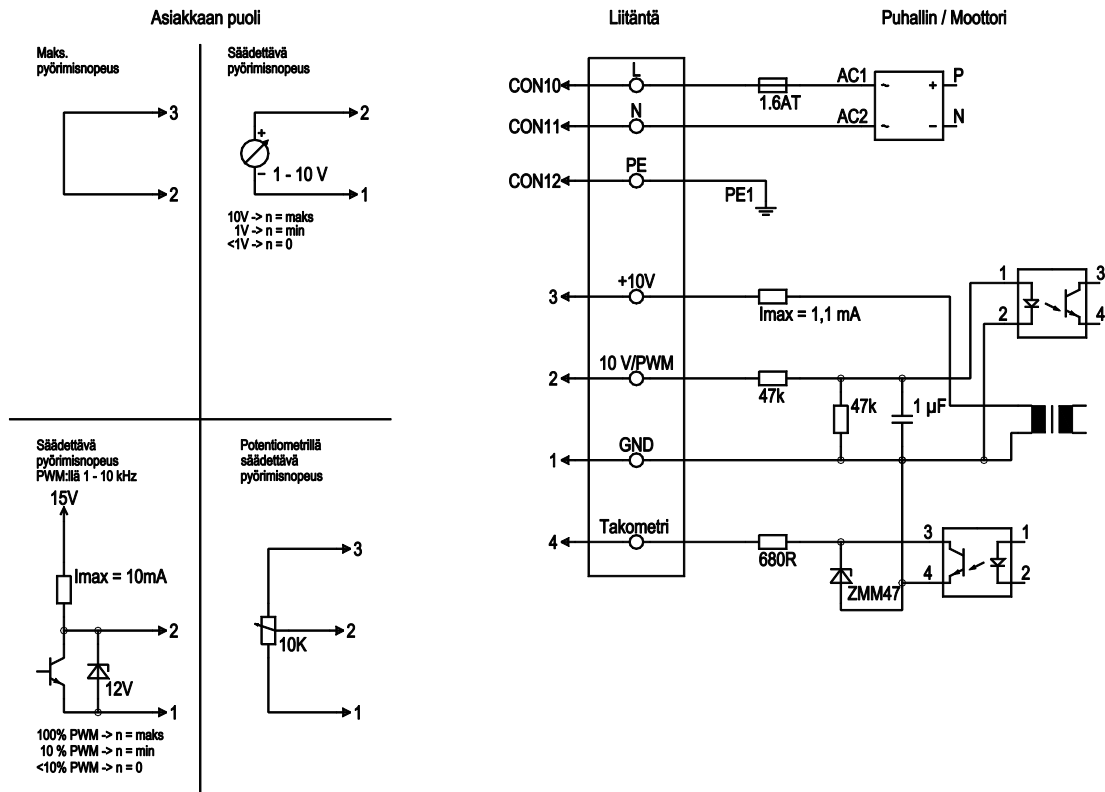 Asiakkaan puoli
Liitäntä
Puhallin / Moottori
Maks.
pyörimisnopeus
3
2
Säädettävä
pyörimisnopeus
2
+
– 1 - 10 V
1
10V -> n = maks
1V -> n = min
<1V -> n = 0
Säädettävä
pyörimisnopeus
PWM:llä 1 - 10 kHz
15V
Imax = 10mA
2
12V
1
100% PWM -> n = maks
10 % PWM -> n = min
<10% PWM -> n = 0
Potentiometrillä
säädettävä
pyörimisnopeus
3
2
10K
1
CON10
L
1.6AT
AC1
~ +
P
CON11
N
AC2
~ –
N
CON12
PE
PE1
3
+10V
Imax = 1,1 mA
1
2
3
4
2
10 V/PWM
47k
47k
1 µF
1
GND
4
Takometri
680R
ZMM47
3
4
1
2